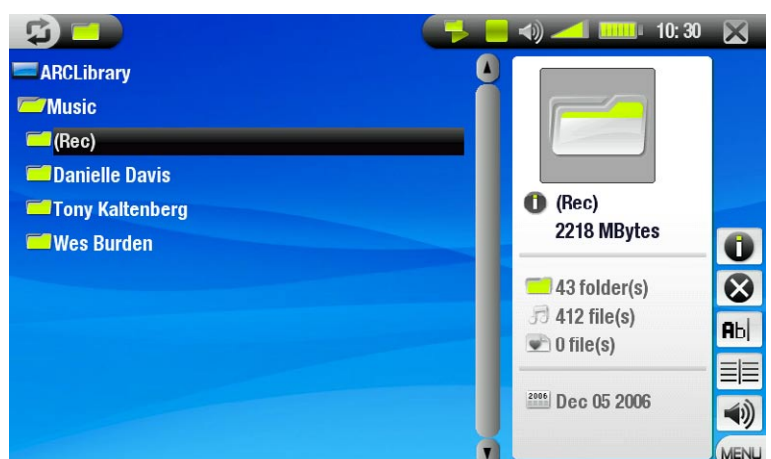 10:30
ARCLibrary
Music
(Rec)
Danielle Davis
Tony Kaltenberg
Wes Burden
(Rec)
2218 MBytes
43 folder(s)
412 file(s)
0 file(s)
2006
Dec 05 2006
Ab
MENU